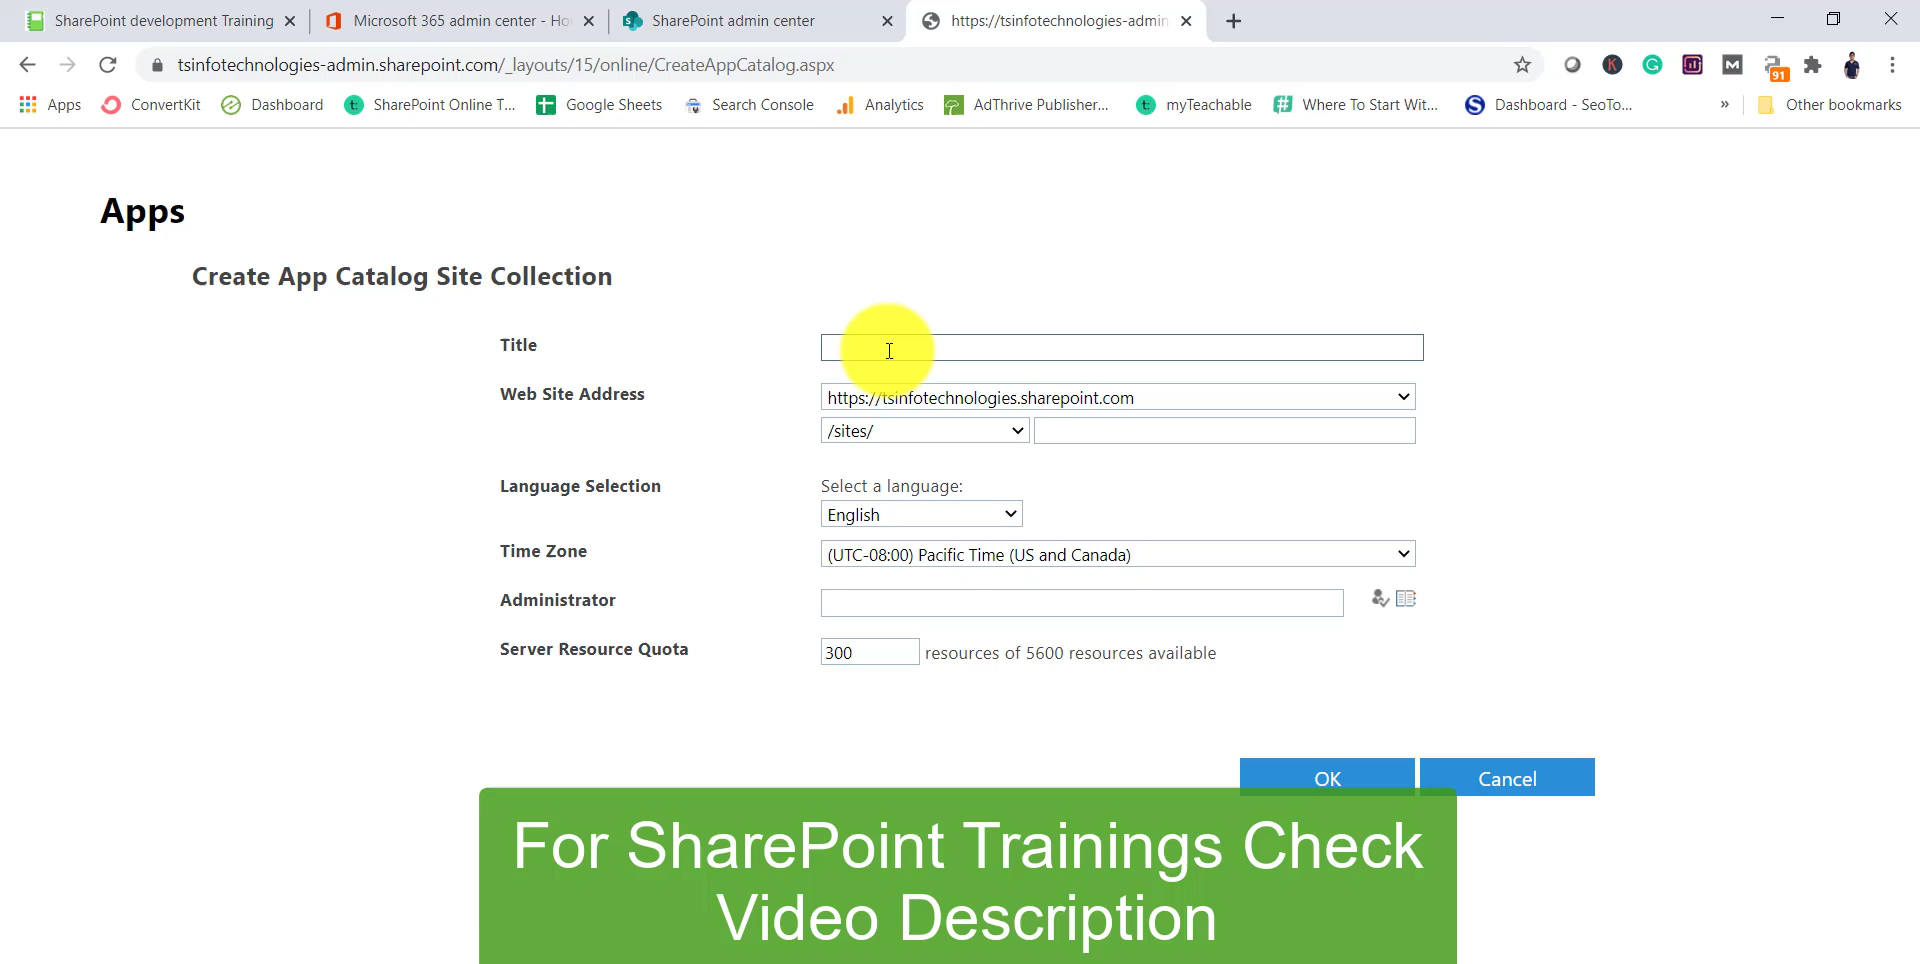 SharePoint development Training
Microsoft 365 admin center - Ho
SharePoint admin center
https://tsinfotechnologies-admin
tsinfotechnologies-admin.sharepoint.com/_layouts/15/online/CreateAppCatalog.aspx
K
G
M
91
Apps
ConvertKit
Dashboard
t: SharePoint Online T...
Google Sheets
Search Console
Analytics
AdThrive Publisher...
t: myTeachable
Where To Start Wit...
S Dashboard - SeoTo...
»
Other bookmarks
Apps
Create App Catalog Site Collection
Title
Web Site Address
https://tsinfotechnologies.sharepoint.com
/sites/
Language Selection
Select a language:
English
Time Zone
(UTC-08:00) Pacific Time (US and Canada)
Administrator
Server Resource Quota
300 resources of 5600 resources available
OK
Cancel
For SharePoint Trainings Check
Video Description